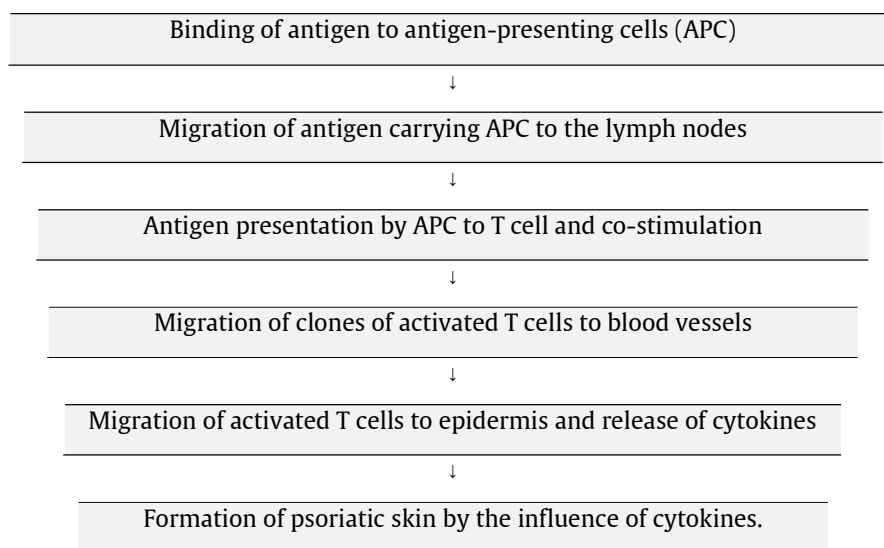 Binding of antigen to antigen-presenting cells (APC)
↓
Migration of antigen carrying APC to the lymph nodes
↓
Antigen presentation by APC to T cell and co-stimulation
↓
Migration of clones of activated T cells to blood vessels
↓
Migration of activated T cells to epidermis and release of cytokines
↓
Formation of psoriatic skin by the influence of cytokines.